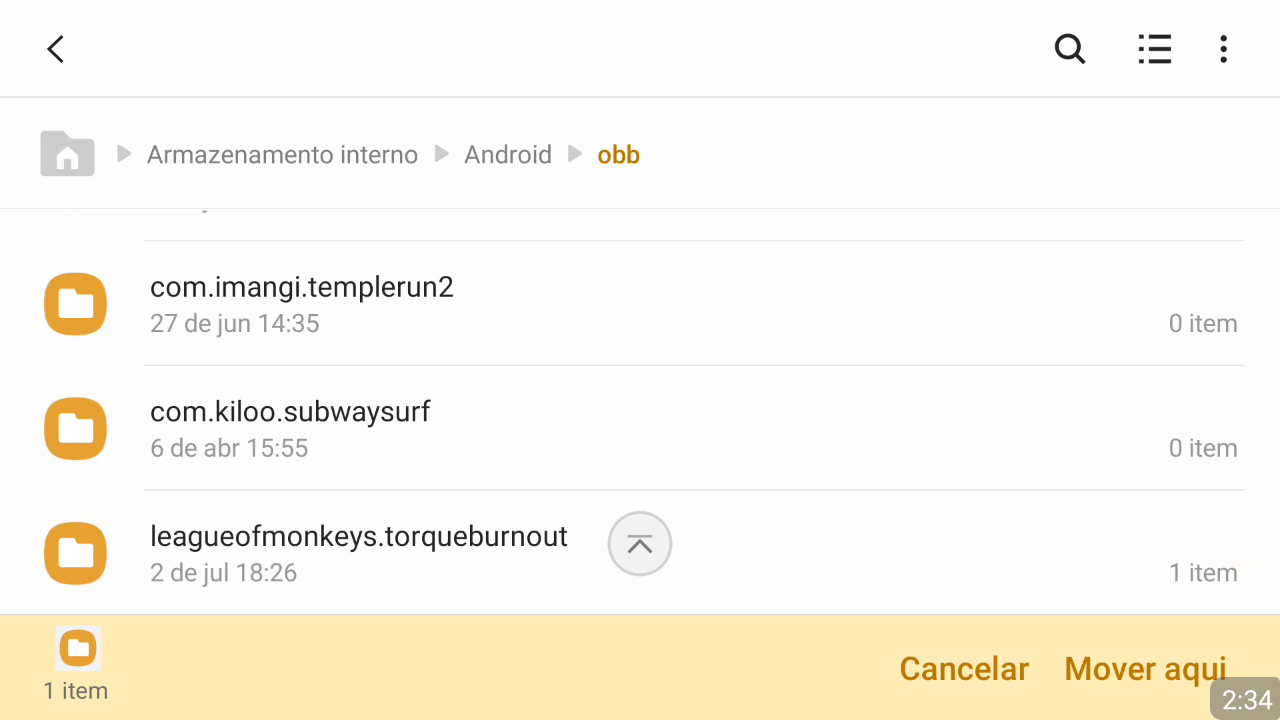 Armazenamento interno Android obb
com.imangi.templerun2
27 de jun 14:35 0 item
com.kiloo.subwaysurf
6 de abr 15:55 0 item
leagueofmonkeys.torqueburnout
2 de jul 18:26 1 item
Cancelar Mover aqui
1 item
2:34